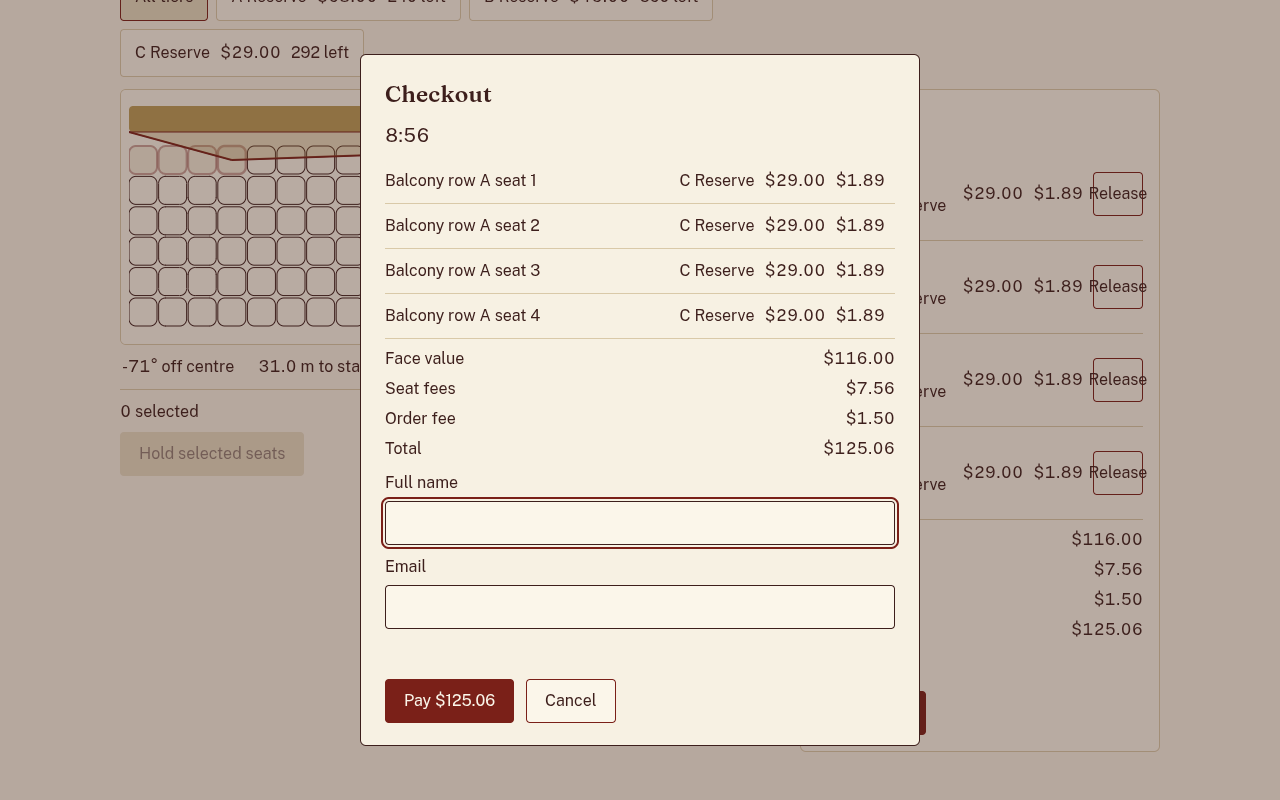 C Reserve $29.00 292 left
Checkout
8:56
Balcony row A seat 1 C Reserve $29.00 $1.89
Balcony row A seat 2 C Reserve $29.00 $1.89
Balcony row A seat 3 C Reserve $29.00 $1.89
Balcony row A seat 4 C Reserve $29.00 $1.89
Face value $116.00
Seat fees $7.56
Order fee $1.50
Total $125.06
Full name
Email
Pay $125.06 Cancel
-71° off centre 31.0 m to sta
0 selected
Hold selected seats
erve $29.00 $1.89 Release
erve $29.00 $1.89 Release
erve $29.00 $1.89 Release
erve $29.00 $1.89 Release
$116.00
$7.56
$1.50
$125.06